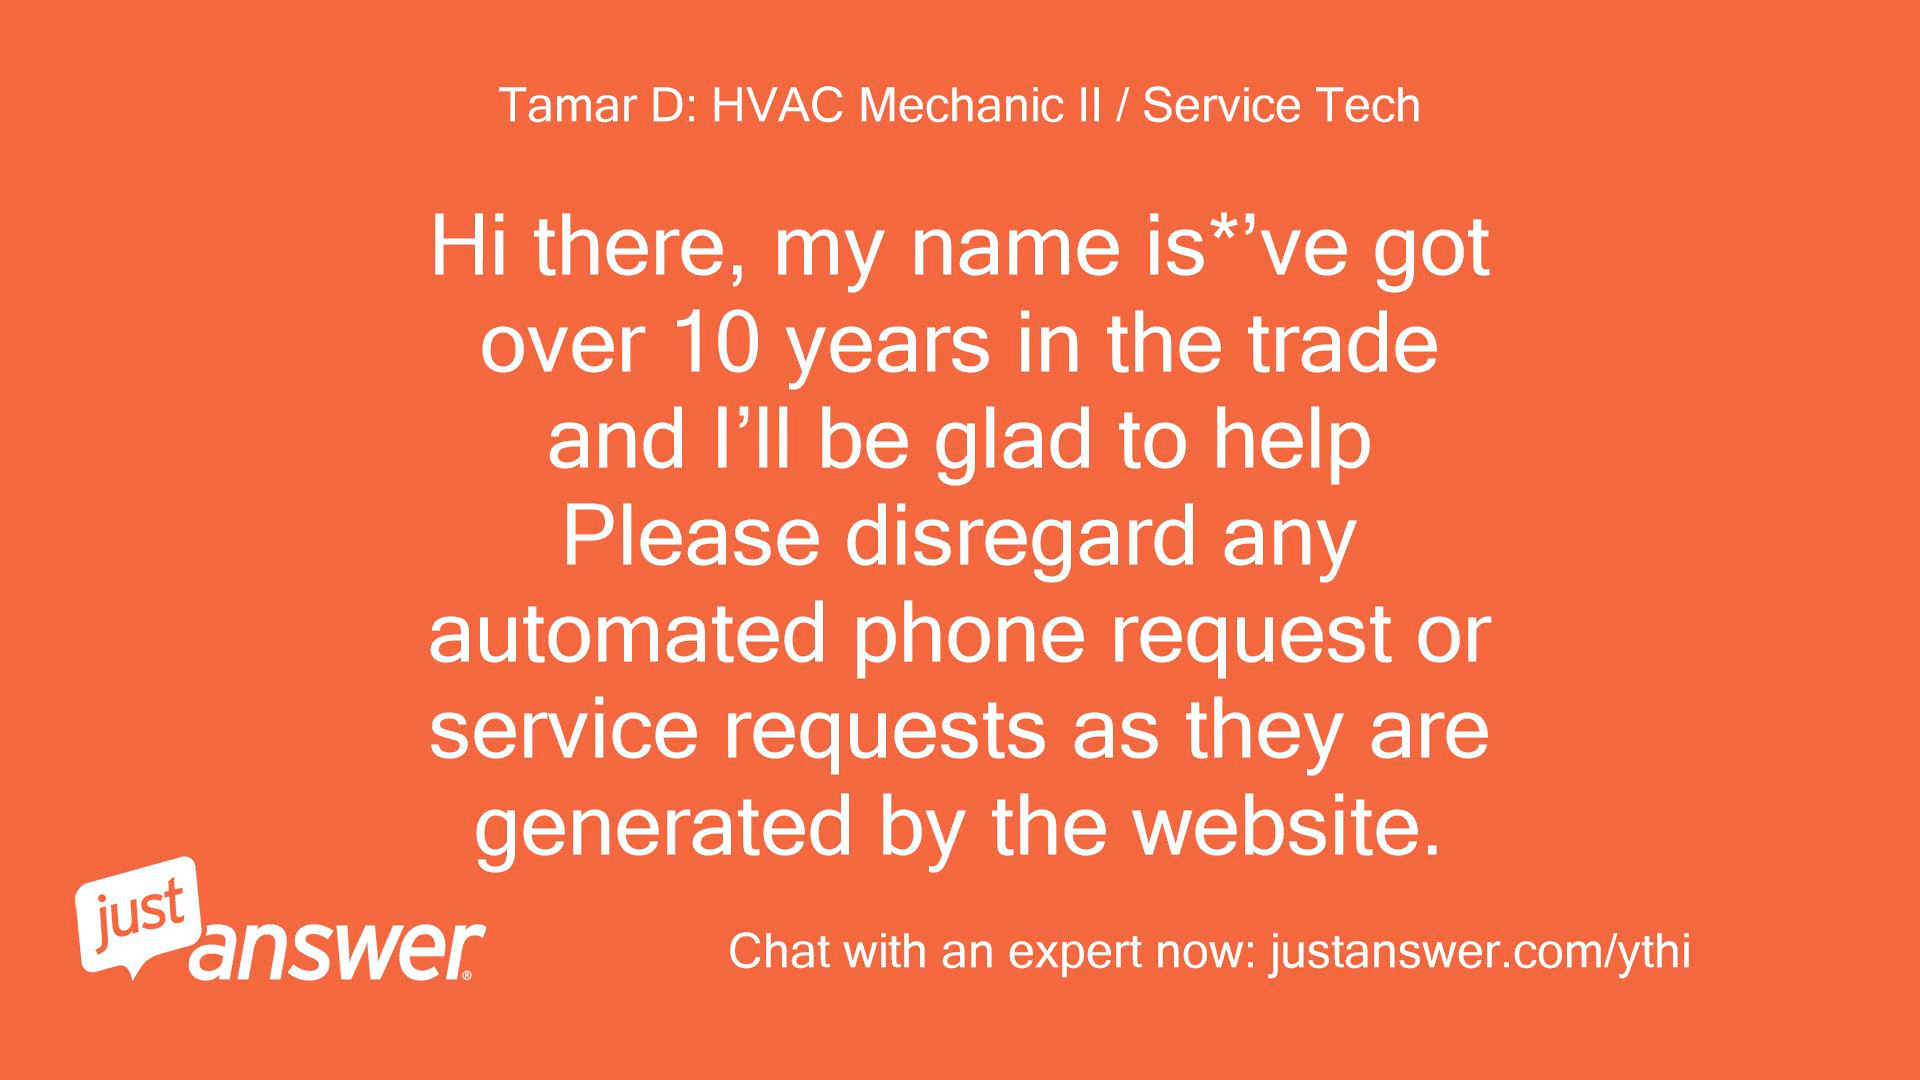 Tamar D: HVAC Mechanic II / Service Tech
Hi there, my name is*’ve got
over 10 years in the trade
and I’ll be glad to help
Please disregard any
automated phone request or
service requests as they are
generated by the website.
just
answer®
Chat with an expert now: justanswer.com/ythi